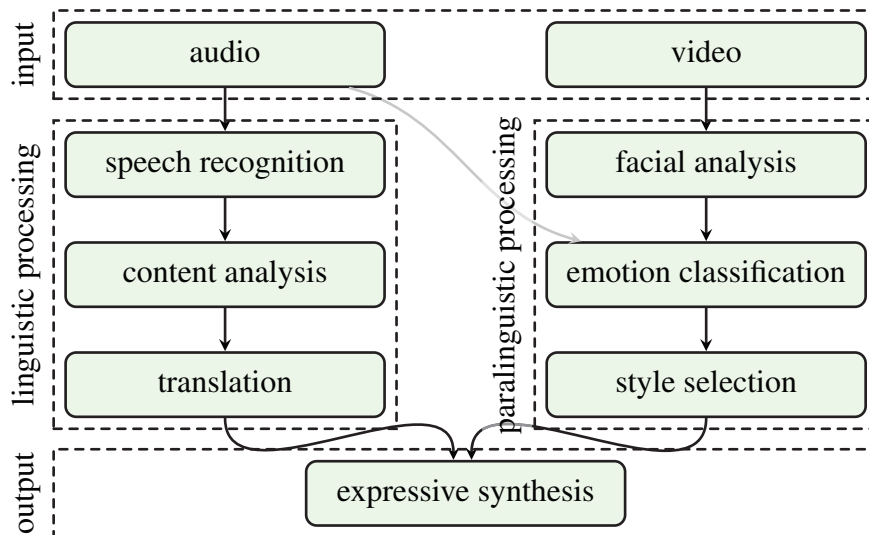 input
audio
video
linguistic processing
speech recognition
content analysis
translation
paralinguistic processing
facial analysis
emotion classification
style selection
output
expressive synthesis